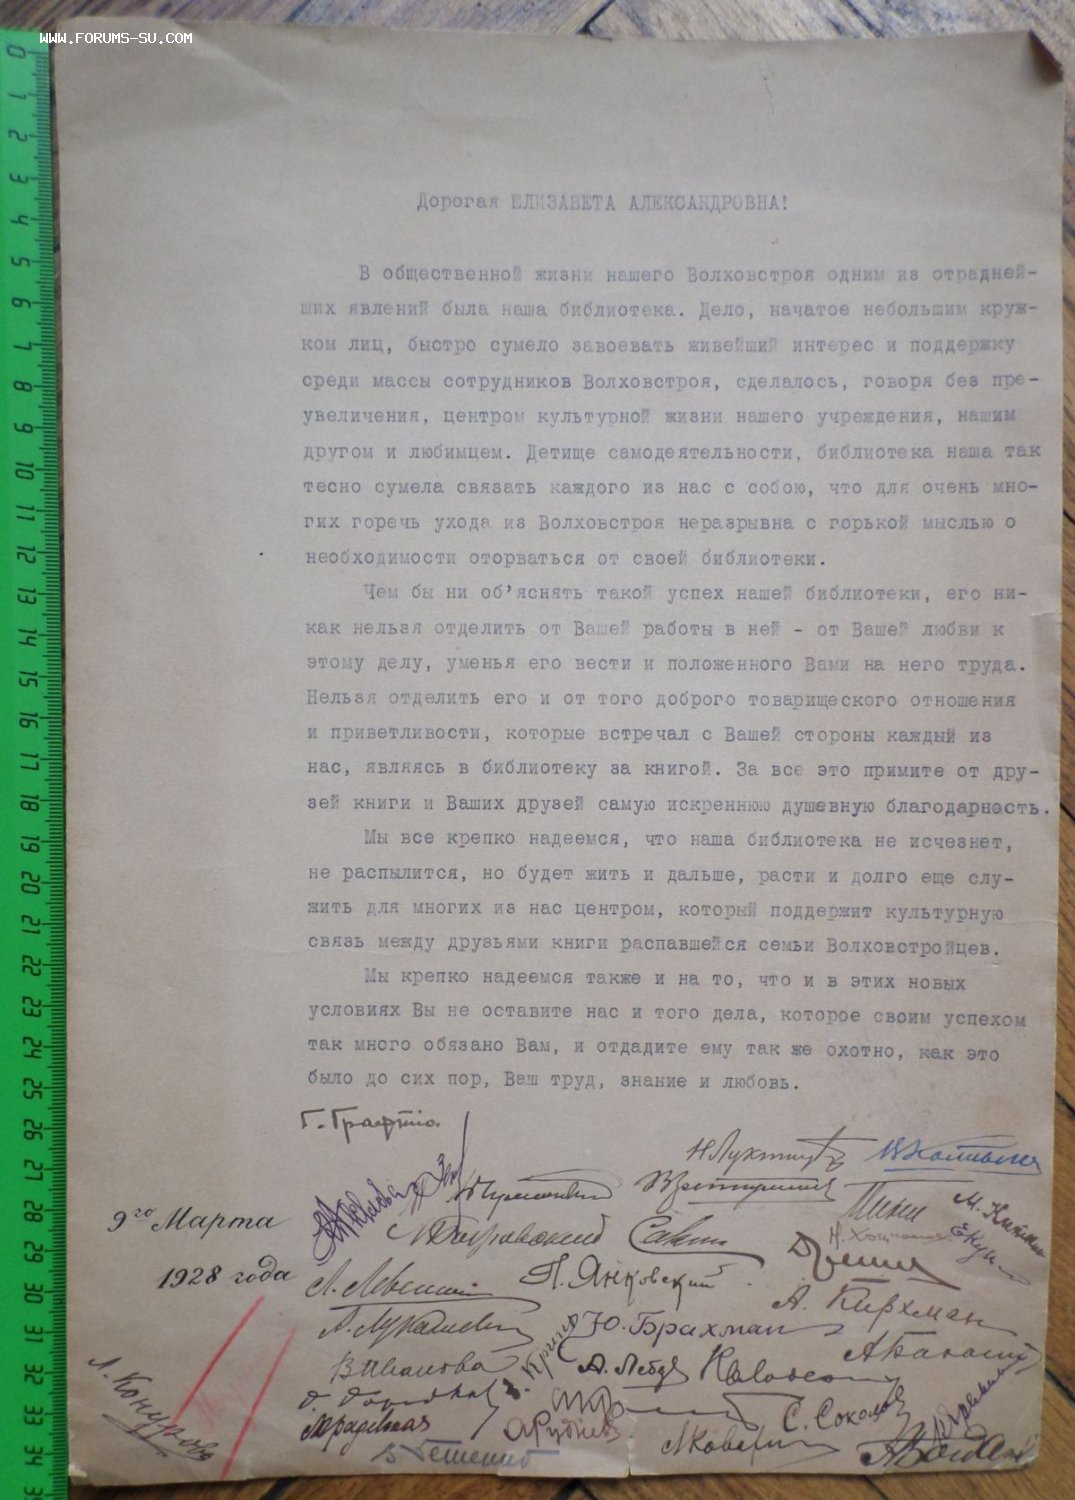 WWW.FORUMS-SU.COM
Дорогая ЕЛИЗАВЕТА АЛЕКСАНДРОВНА!
В общественной жизни нашего Волховстроя одним из отрадней-
ших явлений была наша библиотека. Дело, начатое небольшим круж-
ком лиц, быстро сумело завоевать живейший интерес и поддержку
среди массы сотрудников Волховстроя, сделалось, говоря без пре-
увеличения, центром культурной жизни нашего учреждения, нашим
другом и любимцем. Детище самодеятельности, библиотека наша так
тесно сумела связать каждого из нас с собою, что для очень мно-
гих горечь ухода из Волховстроя неразрывна с горькой мыслью о
необходимости оторваться от своей библиотеки.
Чем бы ни об'яснять такой успех нашей библиотеки, его ни-
как нельзя отделить от Вашей работы в ней - от Вашей любви к
этому делу, уменья его вести и положенного Вами на него труда.
Нельзя отделить его и от того доброго товарищеского отношения
и приветливости, которые встречал с Вашей стороны каждый из
нас, являясь в библиотеку за книгой. За все это примите от дру-
зей книги и Ваших друзей самую искреннюю душевную благодарность.
Мы все крепко надеемся, что наша библиотека не исчезнет,
не распылится, но будет жить и дальше, расти и долго еще слу-
жить для многих из нас центром, который поддержит культурную
связь между друзьями книги распавшейся семьи Волховстройцев.
Мы крепко надеемся также и на то, что и в этих новых
условиях Вы не оставите нас и того дела, которое своим успехом
так много обязано Вам, и отдадите ему так же охотно, как это
было до сих пор, Ваш труд, знание и любовь.
Г. Графтіо.
9го Марта
1928 года
П. Янковский
А. Кирхман
Ю. Брахман
В Иванова
С. Соколов